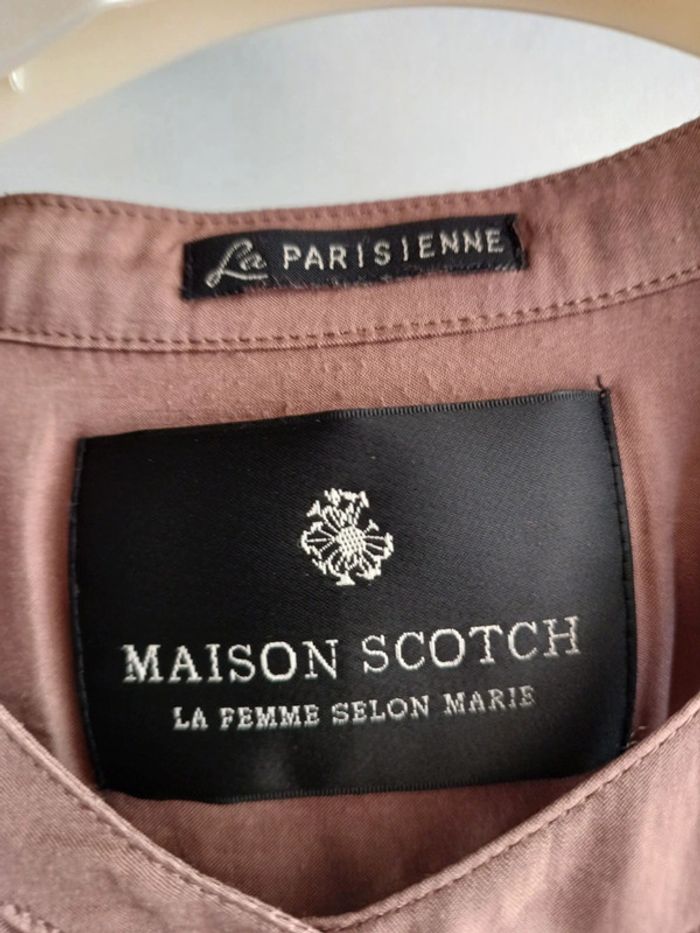 La PARISIENNE
MAISON SCOTCH
LA FEMME SELON MARIE